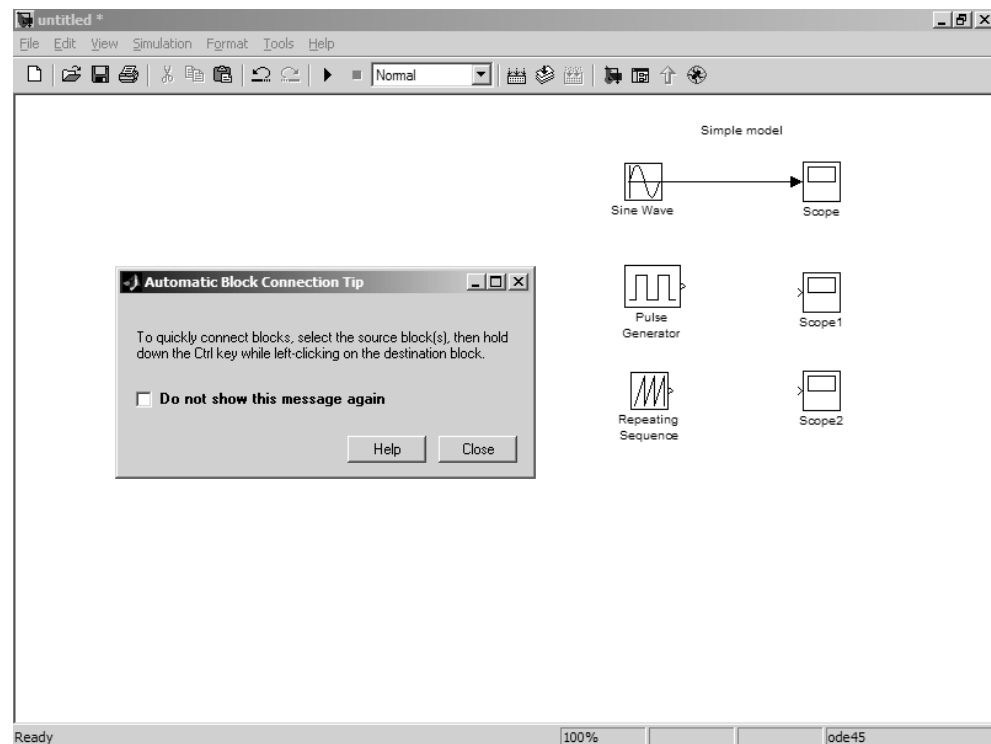 untitled *
File Edit View Simulation Format Tools Help
Normal
Simple model
Sine Wave
Scope
Automatic Block Connection Tip
To quickly connect blocks, select the source block(s), then hold
down the Ctrl key while left-clicking on the destination block.
Do not show this message again
Help
Close
Pulse
Generator
Scope1
Repeating
Sequence
Scope2
Ready
100%
ode45